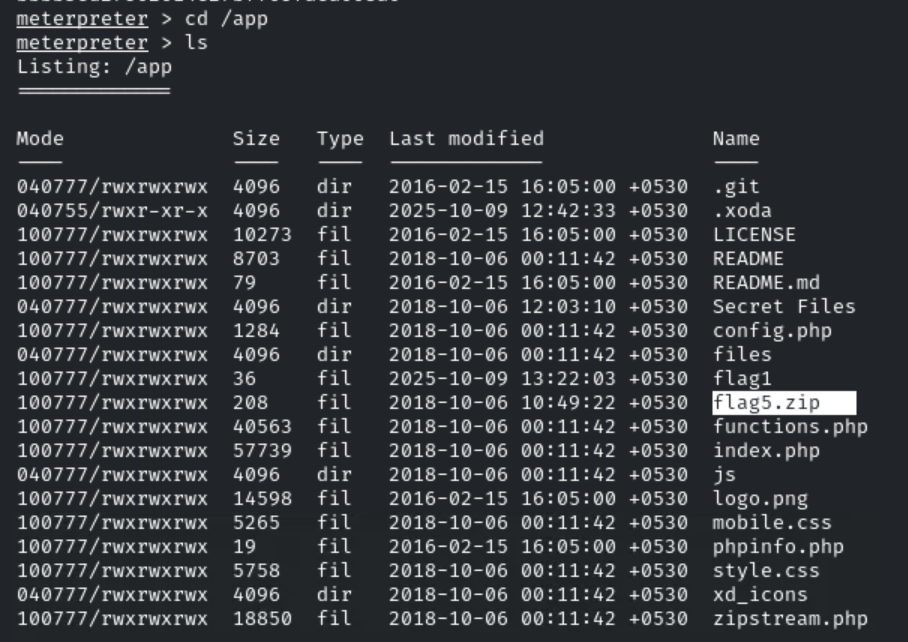 meterpreter > cd /app
meterpreter > ls
Listing: /app
Mode Size Type Last modified Name
040777/rwxrwxrwx 4096 dir 2016-02-15 16:05:00 +0530 .git
040755/rwxr-xr-x 4096 dir 2025-10-09 12:42:33 +0530 .xoda
100777/rwxrwxrwx 10273 fil 2016-02-15 16:05:00 +0530 LICENSE
100777/rwxrwxrwx 8703 fil 2018-10-06 00:11:42 +0530 README
100777/rwxrwxrwx 79 fil 2016-02-15 16:05:00 +0530 README.md
040777/rwxrwxrwx 4096 dir 2018-10-06 12:03:10 +0530 Secret Files
100777/rwxrwxrwx 1284 fil 2018-10-06 00:11:42 +0530 config.php
040777/rwxrwxrwx 4096 dir 2018-10-06 00:11:42 +0530 files
100777/rwxrwxrwx 36 fil 2025-10-09 13:22:03 +0530 flag1
100777/rwxrwxrwx 208 fil 2018-10-06 10:49:22 +0530 flag5.zip
100777/rwxrwxrwx 40563 fil 2018-10-06 00:11:42 +0530 functions.php
100777/rwxrwxrwx 57739 fil 2018-10-06 00:11:42 +0530 index.php
040777/rwxrwxrwx 4096 dir 2018-10-06 00:11:42 +0530 js
100777/rwxrwxrwx 14598 fil 2016-02-15 16:05:00 +0530 logo.png
100777/rwxrwxrwx 5265 fil 2018-10-06 00:11:42 +0530 mobile.css
100777/rwxrwxrwx 19 fil 2016-02-15 16:05:00 +0530 phpinfo.php
100777/rwxrwxrwx 5758 fil 2018-10-06 00:11:42 +0530 style.css
040777/rwxrwxrwx 4096 dir 2018-10-06 00:11:42 +0530 xd_icons
100777/rwxrwxrwx 18850 fil 2018-10-06 00:11:42 +0530 zipstream.php